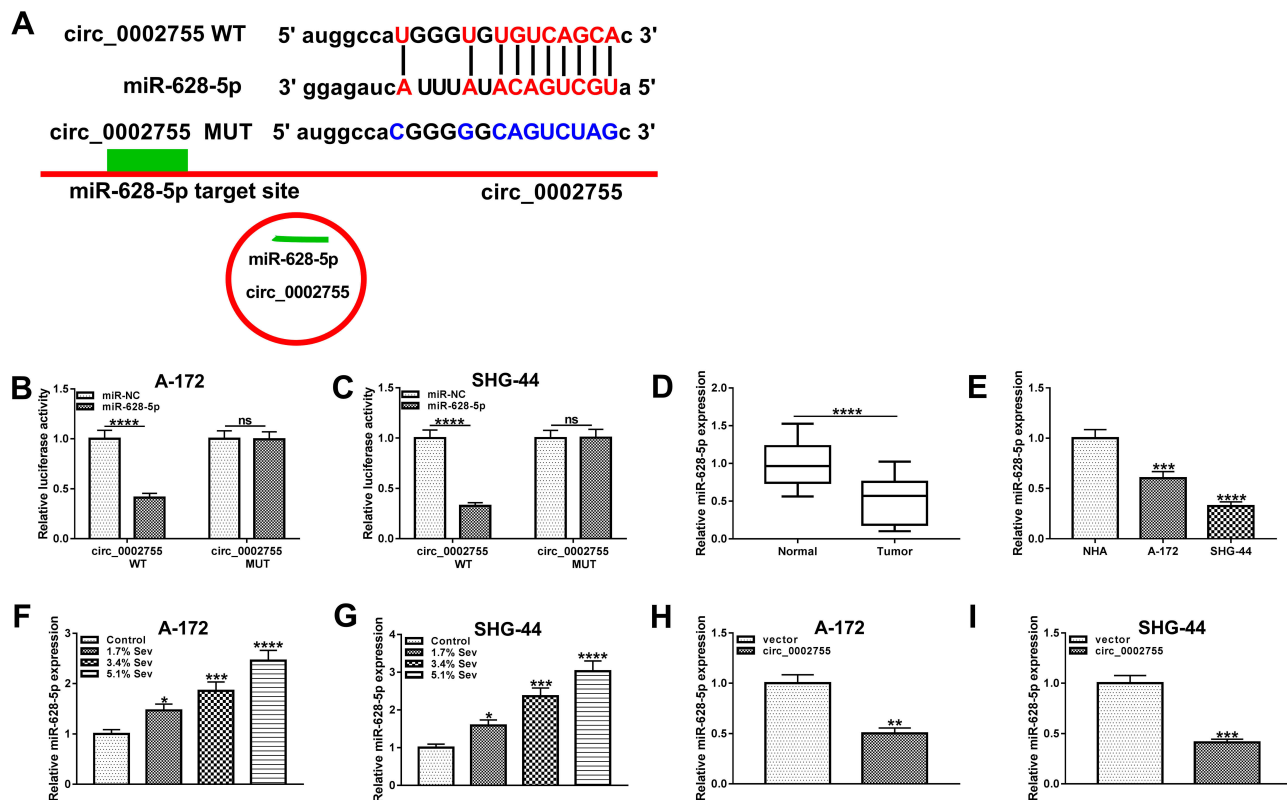 A
circ_0002755 WT 5' auggccaUGGGUGUGUCAGCAc 3'
miR-628-5p 3' ggagaucA UUUAUACAGUCGUa 5'
circ_0002755 MUT 5' auggccaCGGGGGCAGUCUAGc 3'
miR-628-5p target site circ_0002755
miR-628-5p
circ_0002755
B
A-172
Relative luciferase activity
1.5
1.0
0.5
0.0
miR-NC
miR-628-5p
****
ns
circ_0002755 WT
circ_0002755 MUT
C
SHG-44
Relative luciferase activity
1.5
1.0
0.5
0.0
miR-NC
miR-628-5p
****
ns
circ_0002755 WT
circ_0002755 MUT
D
Relative miR-628-5p expression
2.0
1.5
1.0
0.5
0.0
****
Normal
Tumor
E
Relative miR-628-5p expression
1.5
1.0
0.5
0.0
***
****
NHA
A-172
SHG-44
F
A-172
Relative miR-628-5p expression
3
2
1
0
Control
1.7% Sev
3.4% Sev
5.1% Sev
*
***
****
G
SHG-44
Relative miR-628-5p expression
4
3
2
1
0
Control
1.7% Sev
3.4% Sev
5.1% Sev
*
***
****
H
A-172
Relative miR-628-5p expression
1.5
1.0
0.5
0.0
vector
circ_0002755
**
I
SHG-44
Relative miR-628-5p expression
1.5
1.0
0.5
0.0
vector
circ_0002755
***